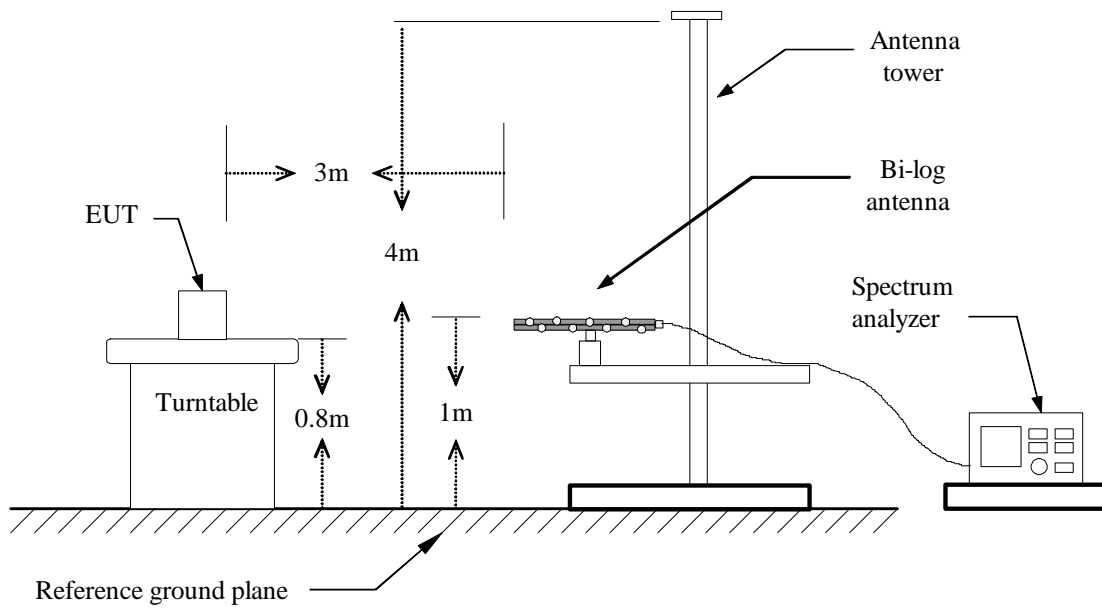 Antenna
tower
3m
Bi-log
antenna
EUT
4m
Spectrum
analyzer
Turntable
0.8m
1m
Reference ground plane